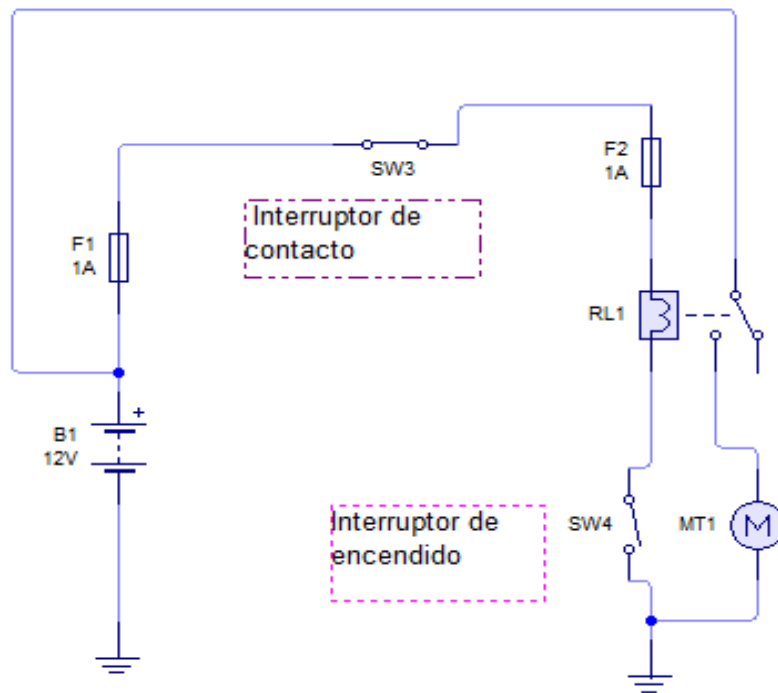 SW3
F2
1A
Interruptor de
contacto
F1
1A
RL1
+
B1
12V
Interruptor de
encendido
SW4
MT1
M